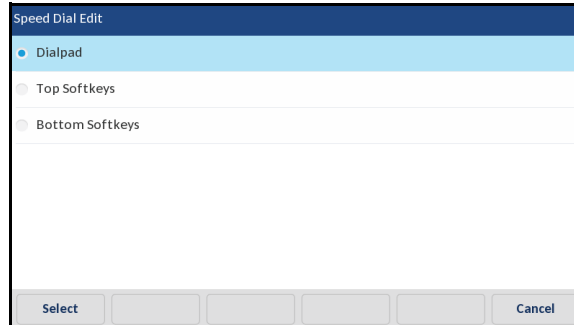 Speed Dial Edit
Dialpad
Top Softkeys
Bottom Softkeys
Select Cancel